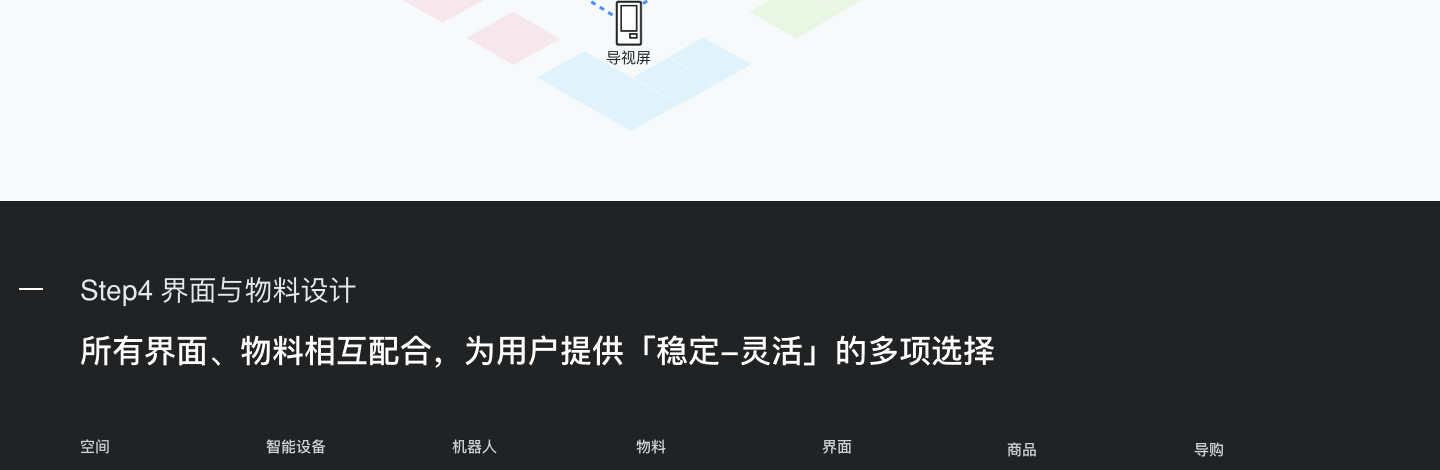 导视屏
Step4 界面与物料设计
所有界面、物料相互配合，为用户提供「稳定–灵活」的多项选择
空间 智能设备 机器人 物料 界面 商品 导购